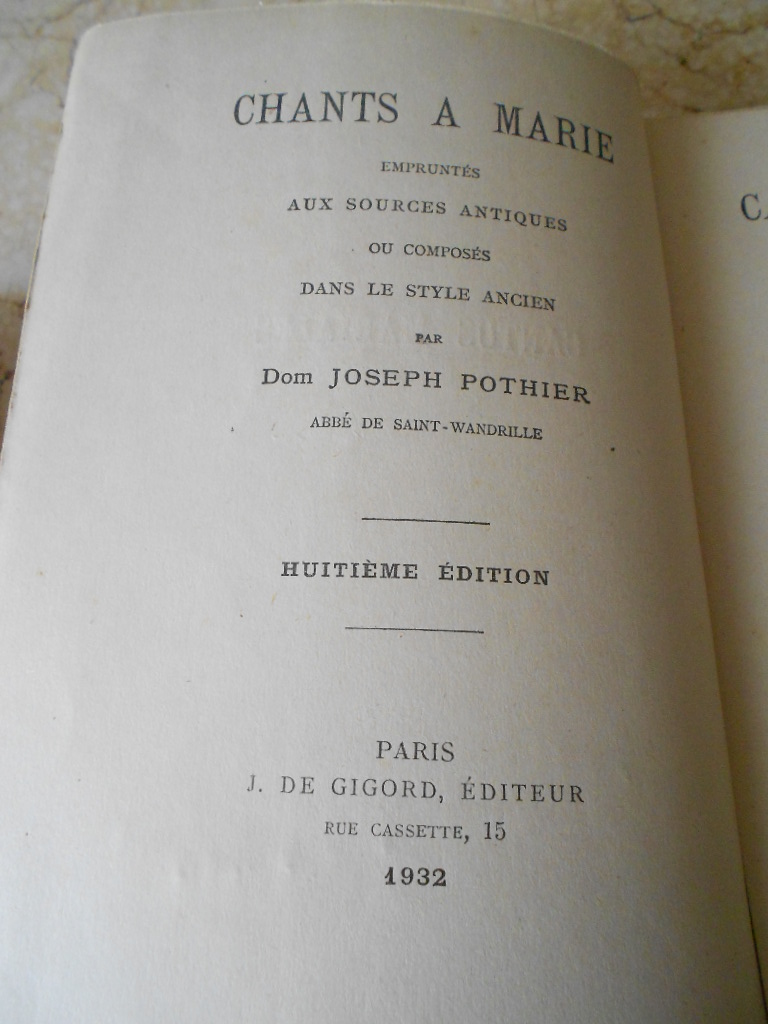 CHANTS A MARIE
EMPRUNTÉS
AUX SOURCES ANTIQUES
OU COMPOSÉS
DANS LE STYLE ANCIEN
PAR
Dom JOSEPH POTHIER
ABBÉ DE SAINT-WANDRILLE
HUITIÈME ÉDITION
PARIS
J. DE GIGORD, ÉDITEUR
RUE CASSETTE, 15
1932